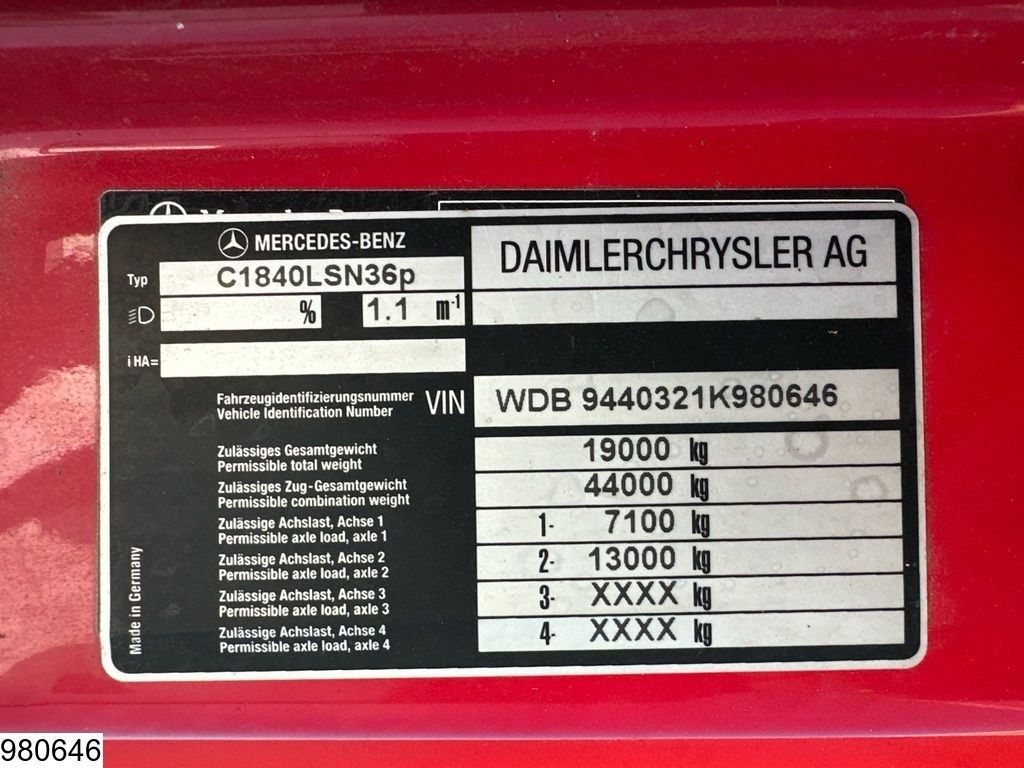 MERCEDES-BENZ
DAIMLERCHRYSLER AG
Typ C1840LSN36p
% 1.1 m-1
i HA=
Fahrzeugidentifizierungsnummer
Vehicle Identification Number
VIN WDB 9440321K980646
Zulässiges Gesamtgewicht
Permissible total weight
19000 kg
Zulässiges Zug-Gesamtgewicht
Permissible combination weight
44000 kg
Zulässige Achslast, Achse 1
Permissible axle load, axle 1
1- 7100 kg
Zulässige Achslast, Achse 2
Permissible axle load, axle 2
2- 13000 kg
Zulässige Achslast, Achse 3
Permissible axle load, axle 3
3- XXXX kg
Zulässige Achslast, Achse 4
Permissible axle load, axle 4
4- XXXX kg
Made in Germany
980646